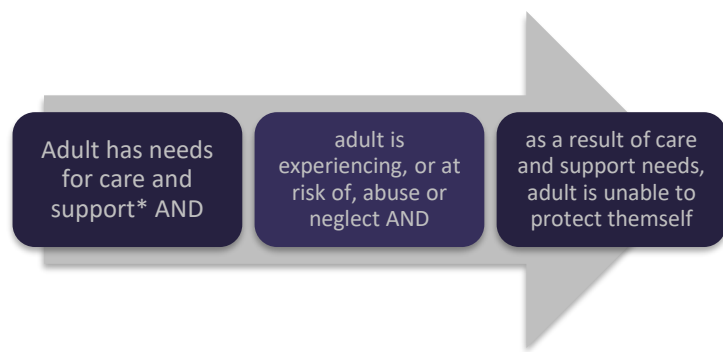 Adult has needs
for care and
support* AND
adult is
experiencing, or at
risk of, abuse or
neglect AND
as a result of care
and support needs,
adult is unable to
protect themself